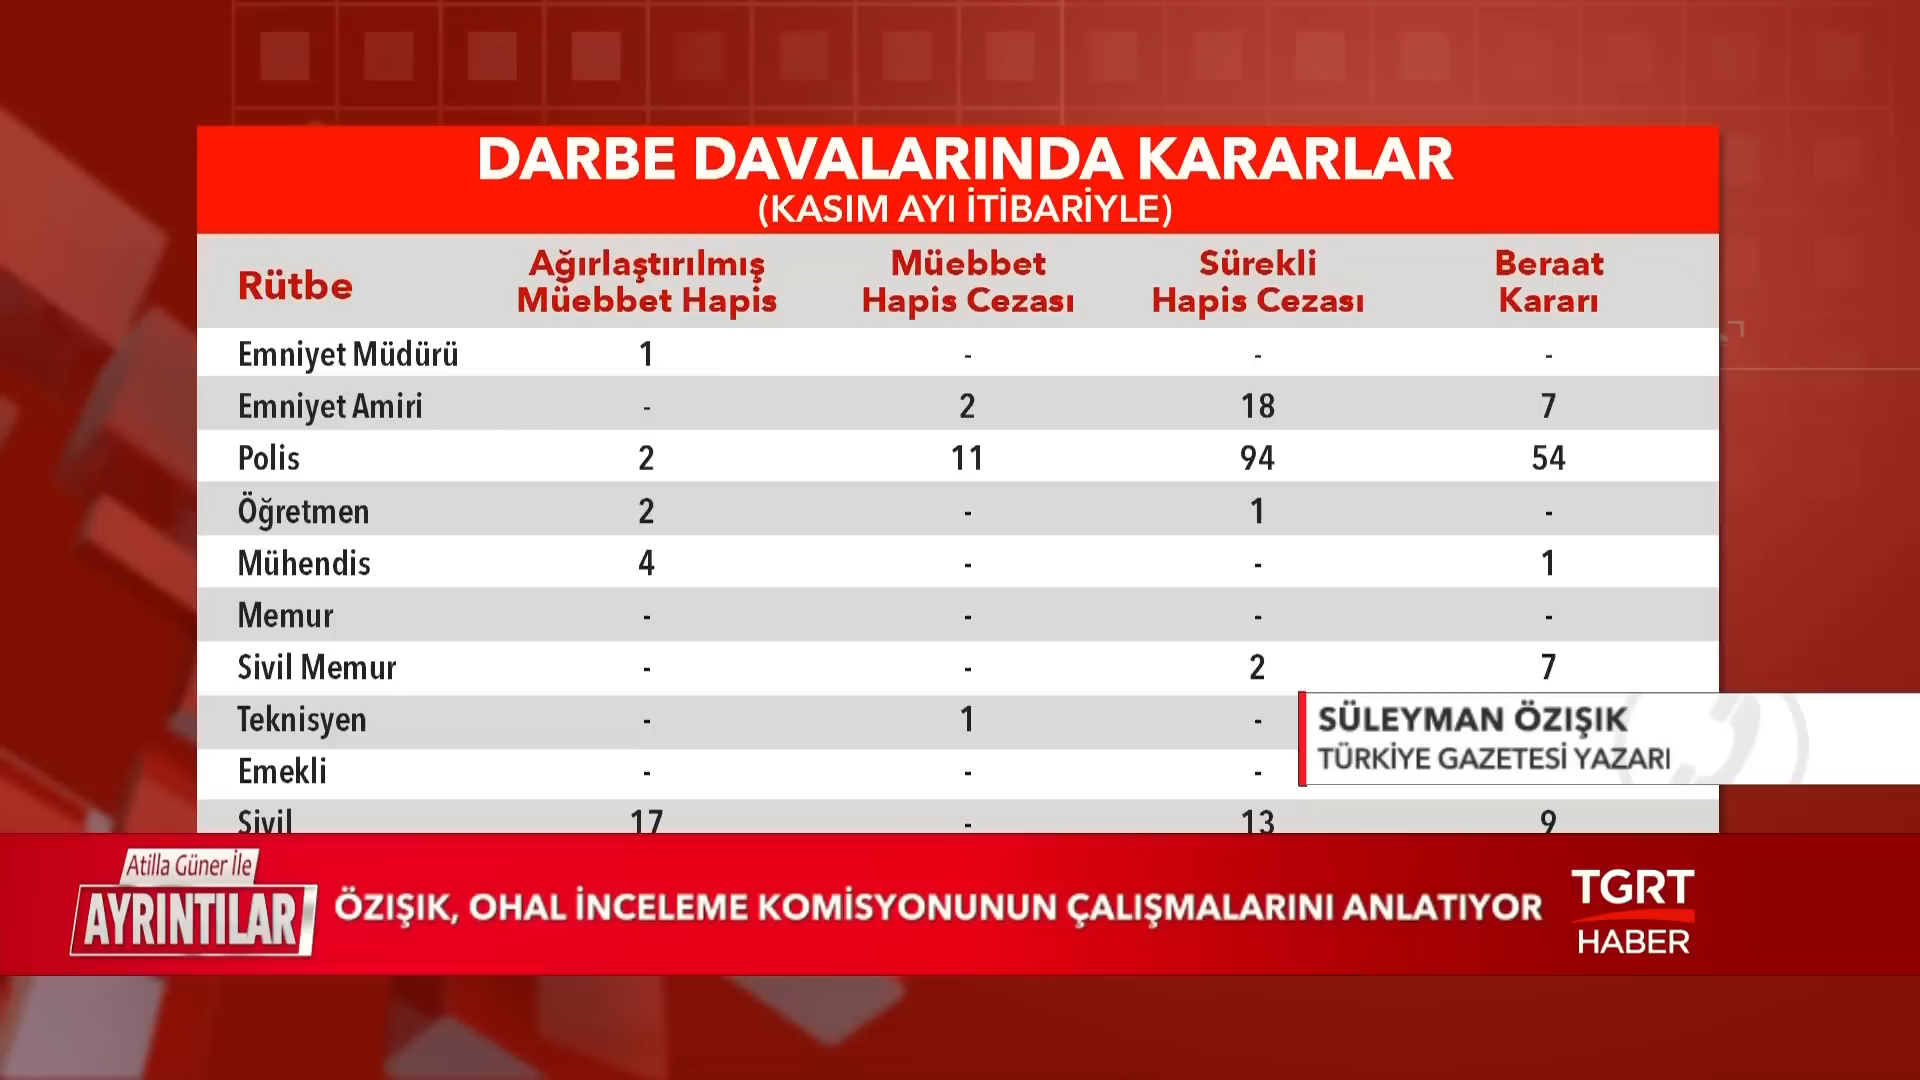 DARBE DAVALARINDA KARARLAR
(KASIM AYI İTİBARİYLE)
Rütbe Ağırlaştırılmış Müebbet Hapis Müebbet Hapis Cezası Sürekli Hapis Cezası Beraat Kararı
Emniyet Müdürü 1 - - -
Emniyet Amiri - 2 18 7
Polis 2 11 94 54
Öğretmen 2 - 1 -
Mühendis 4 - - 1
Memur - - - -
Sivil Memur - - 2 7
Teknisyen - 1 -
Emekli - - -
Sivil 17 - 13 9
SÜLEYMAN ÖZIŞIK
TÜRKİYE GAZETESİ YAZARI
Atilla Güner İle
AYRINTILAR
ÖZIŞIK, OHAL İNCELEME KOMİSYONUNUN ÇALIŞMALARINI ANLATIYOR
TGRT
HABER